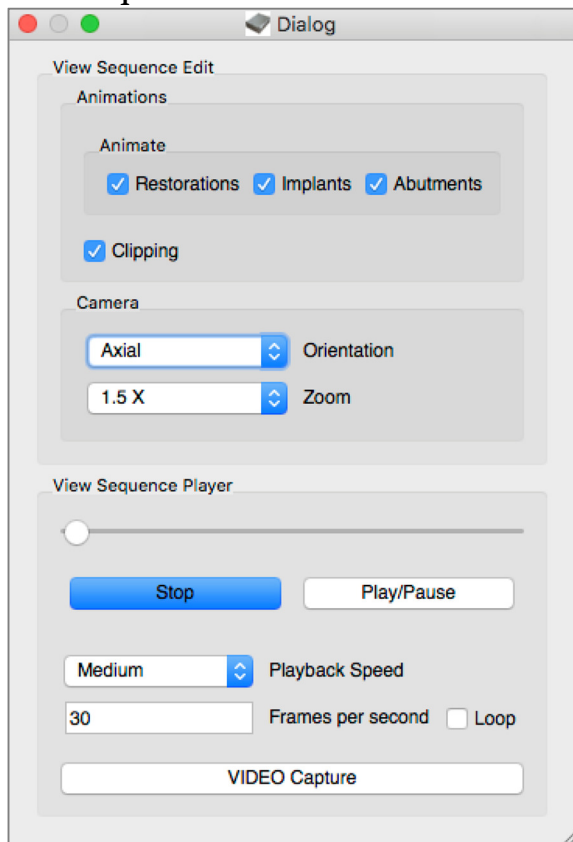 Dialog
View Sequence Edit
Animations
Animate
Restorations Implants Abutments
Clipping
Camera
Axial Orientation
1.5 X Zoom
View Sequence Player
Stop Play/Pause
Medium Playback Speed
30 Frames per second Loop
VIDEO Capture